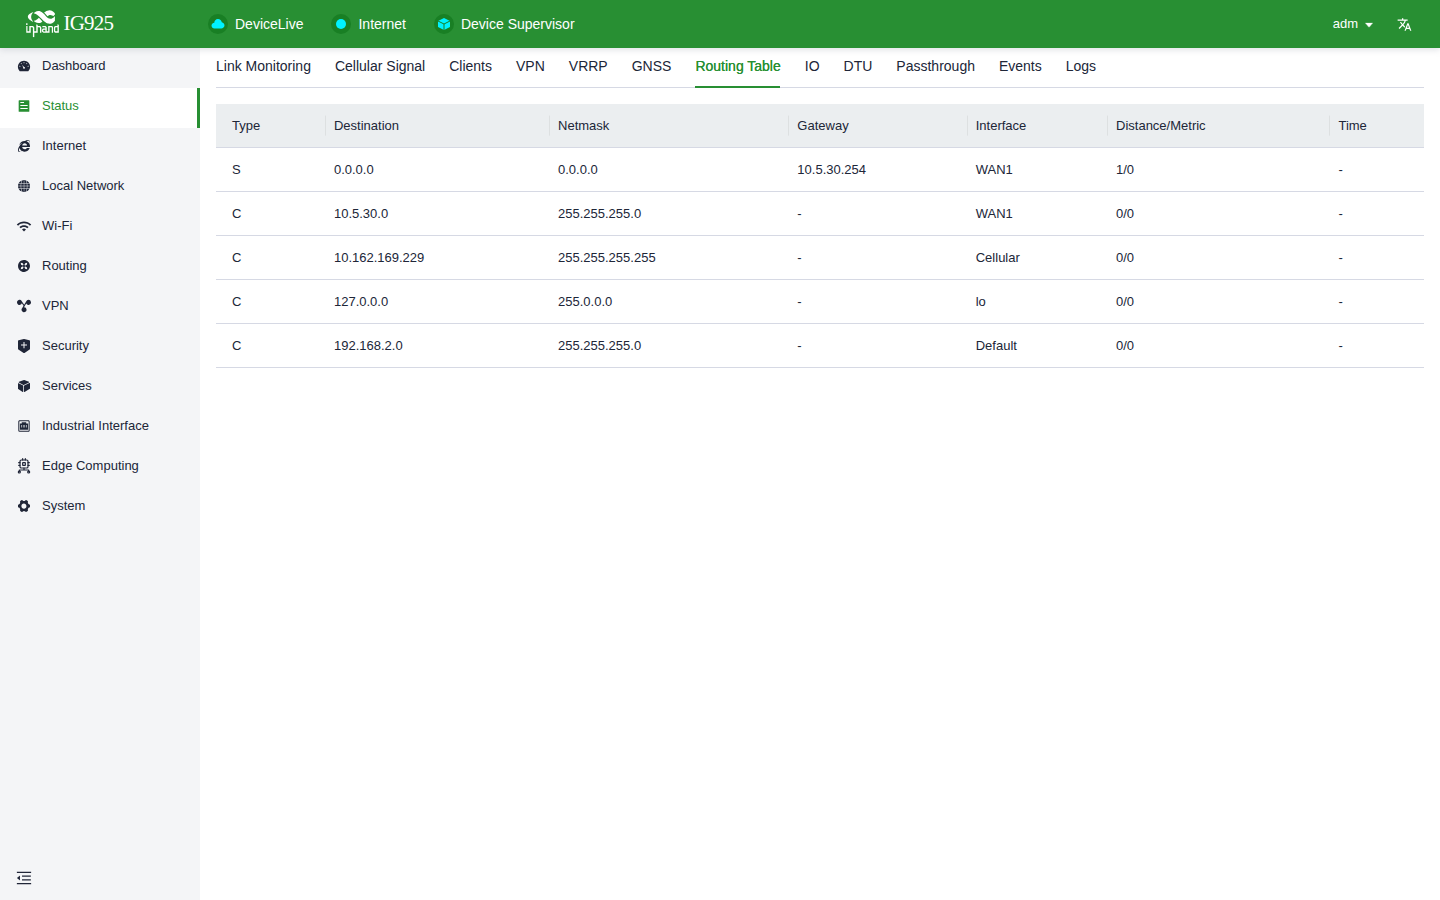 inhand IG925
DeviceLive Internet Device Supervisor adm
Dashboard
Status
Internet
Local Network
Wi-Fi
Routing
VPN
Security
Services
Industrial Interface
Edge Computing
System
Link Monitoring Cellular Signal Clients VPN VRRP GNSS Routing Table IO DTU Passthrough Events Logs
Type Destination Netmask Gateway Interface Distance/Metric Time
S 0.0.0.0 0.0.0.0 10.5.30.254 WAN1 1/0 -
C 10.5.30.0 255.255.255.0 - WAN1 0/0 -
C 10.162.169.229 255.255.255.255 - Cellular 0/0 -
C 127.0.0.0 255.0.0.0 - lo 0/0 -
C 192.168.2.0 255.255.255.0 - Default 0/0 -